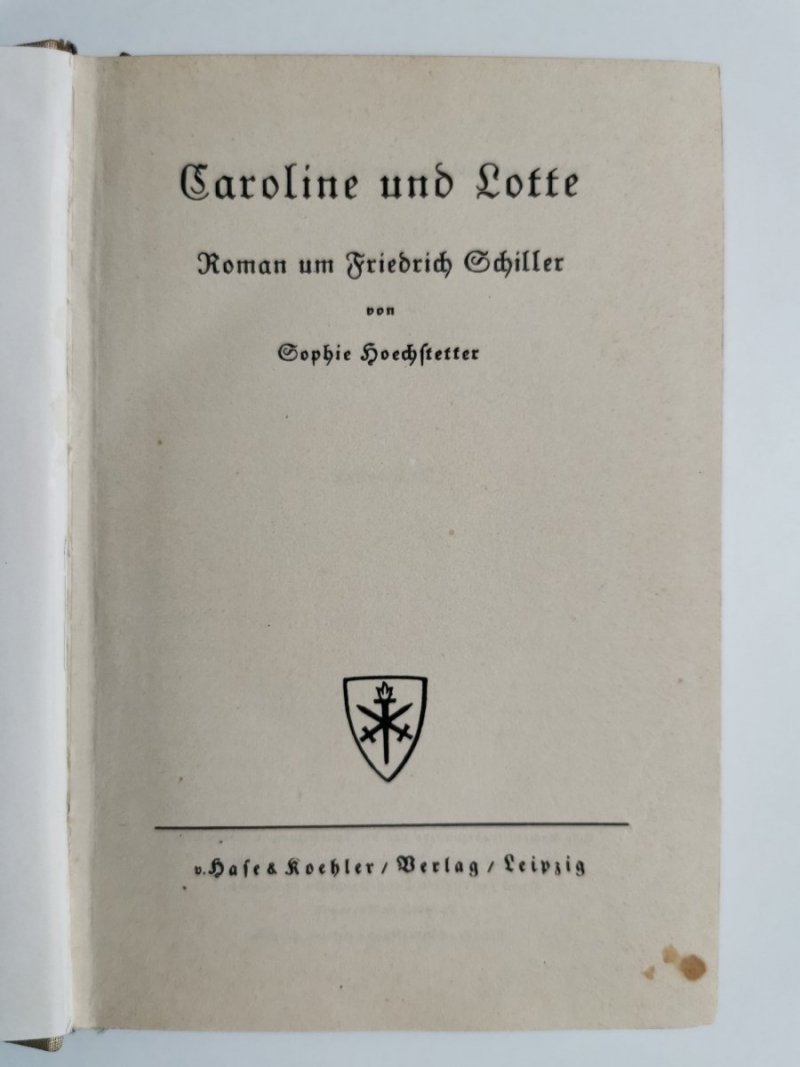 Caroline und Lotte
Roman um Friedrich Schiller
von
Sophie Hoechstetter
v. Hase & Koehler / Verlag / Leipzig